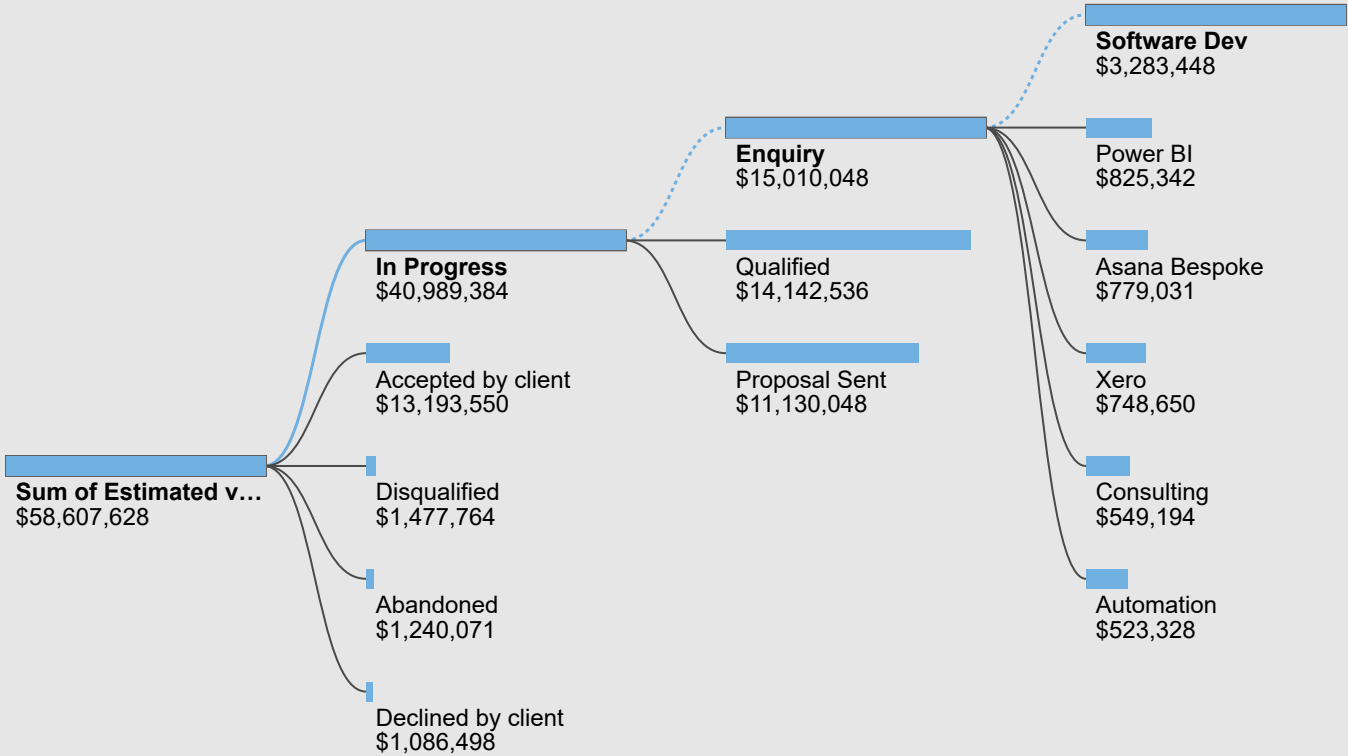 Software Dev
$3,283,448
Enquiry
$15,010,048
Power BI
$825,342
In Progress
$40,989,384
Qualified
$14,142,536
Asana Bespoke
$779,031
Accepted by client
$13,193,550
Proposal Sent
$11,130,048
Xero
$748,650
Sum of Estimated v...
$58,607,628
Disqualified
$1,477,764
Consulting
$549,194
Abandoned
$1,240,071
Automation
$523,328
Declined by client
$1,086,498